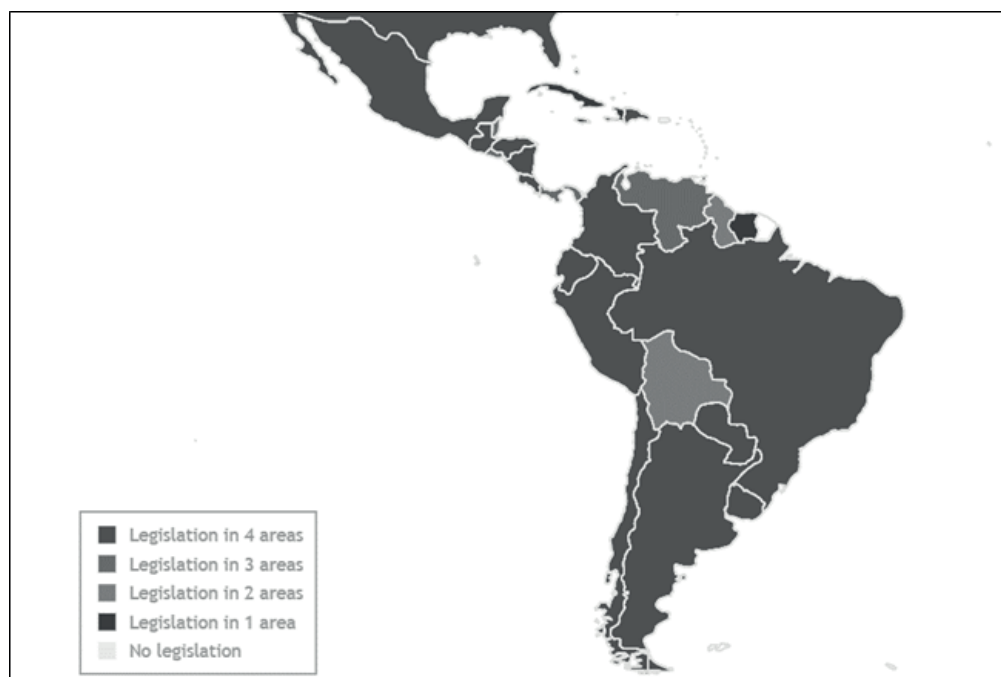 Legislation in 4 areas
Legislation in 3 areas
Legislation in 2 areas
Legislation in 1 area
No legislation